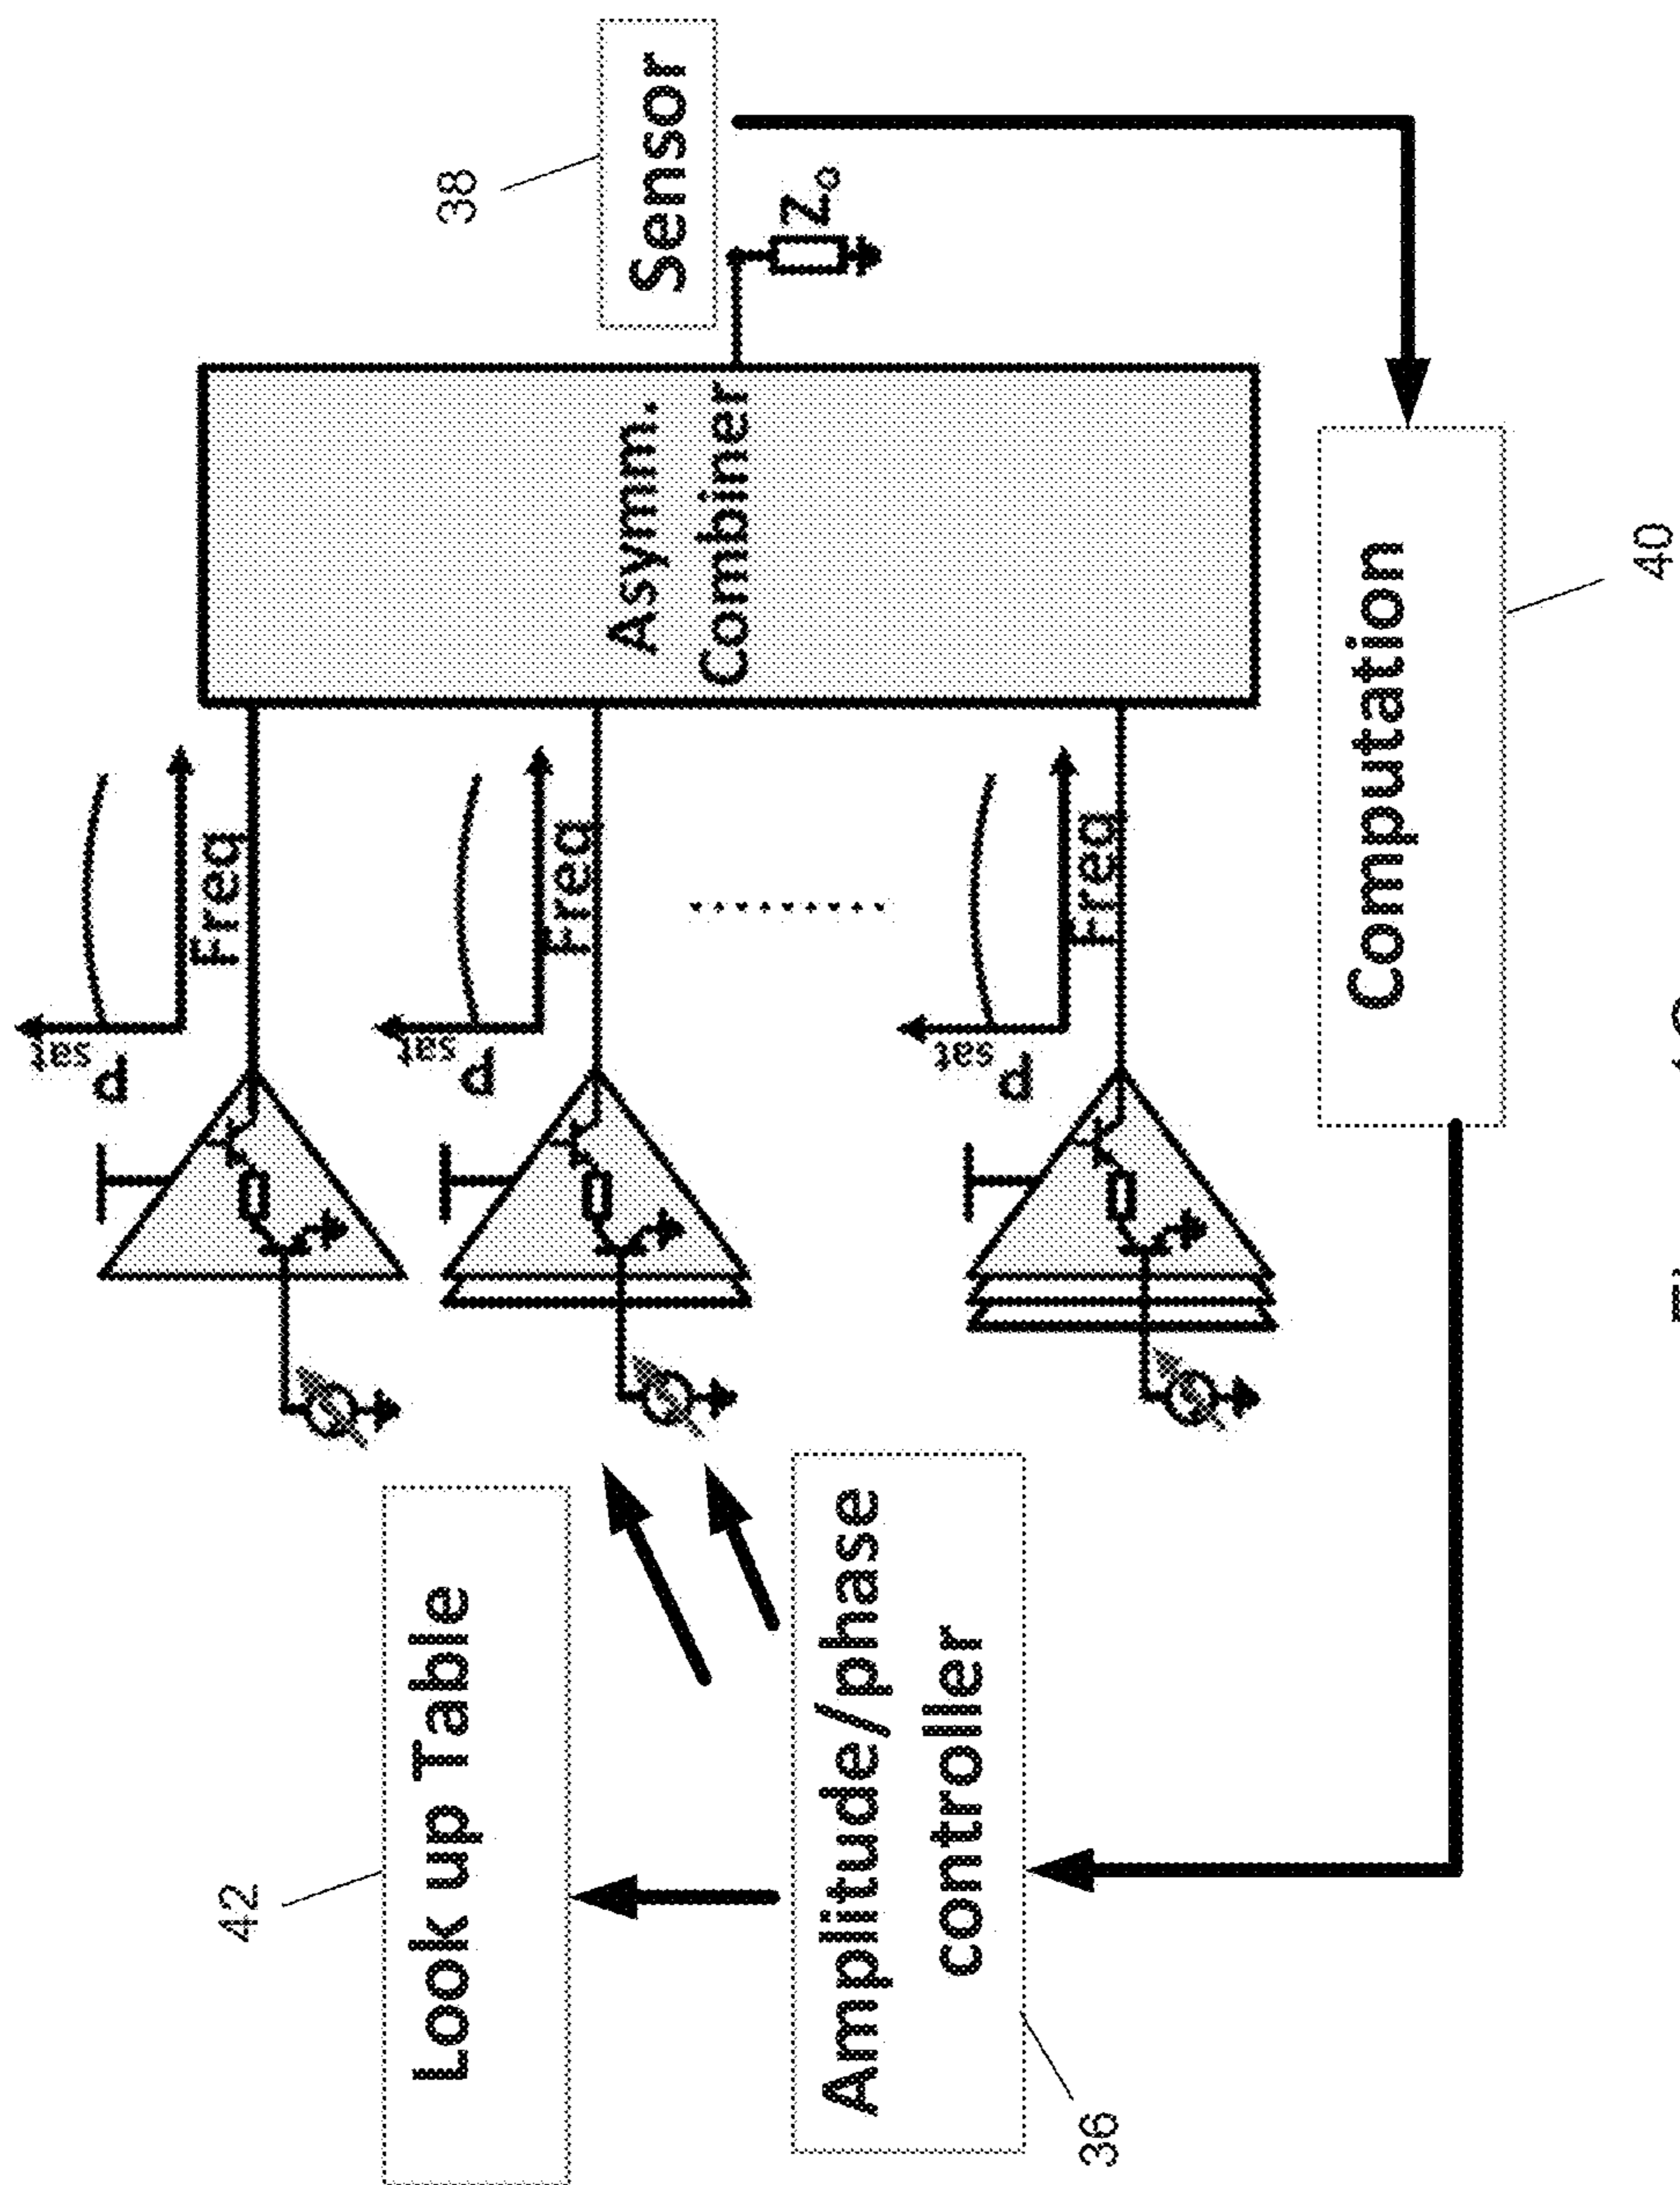 Psat
Freq
42
Look up Table
Psat
Freq
38
Sensor
Asymm.
Combiner
Zo
Amplitude/phase
controller
Psat
Freq
36
Computation
40